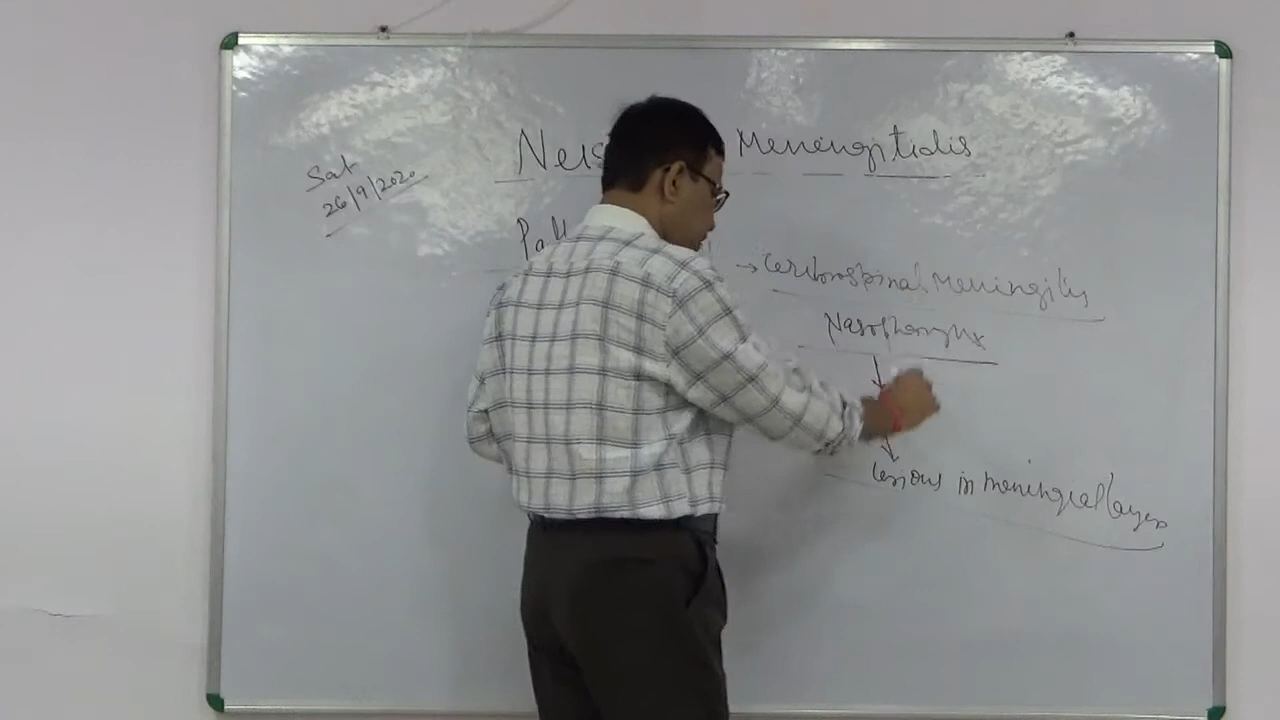 Neis Meningitidis
Sat
26/9/2020
Pat
→ Cerebrospinal Meningitis
Nasopharynx
↓
↓
Lesions in Meningeal layers